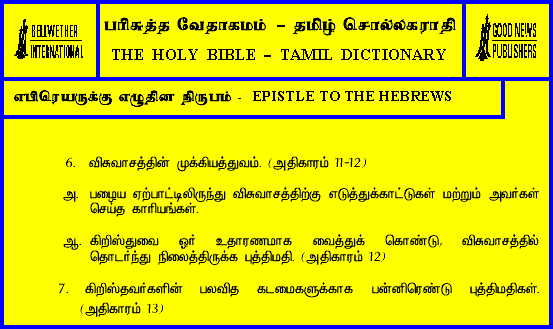 BELLWETHER
INTERNATIONAL
பரிசுத்த வேதாகமம் – தமிழ் சொல்லகராதி
THE HOLY BIBLE – TAMIL DICTIONARY
GOOD NEWS
PUBLISHERS
எபிரெயருக்கு எழுதின நிருபம் - EPISTLE TO THE HEBREWS
6. விசுவாசத்தின் முக்கியத்துவம். (அதிகாரம் 11-12)
அ. பழைய ஏற்பாட்டிலிருந்து விசுவாசத்திற்கு எடுத்துக்காட்டுகள் மற்றும் அவர்கள்
செய்த காரியங்கள்.
ஆ. கிறிஸ்துவை ஓர் உதாரணமாக வைத்துக் கொண்டு, விசுவாசத்தில்
தொடர்ந்து நிலைத்திருக்க புத்திமதி. (அதிகாரம் 12)
7. கிறிஸ்தவர்களின் பலவித கடமைகளுக்காக பன்னிரெண்டு புத்திமதிகள்.
(அதிகாரம் 13)